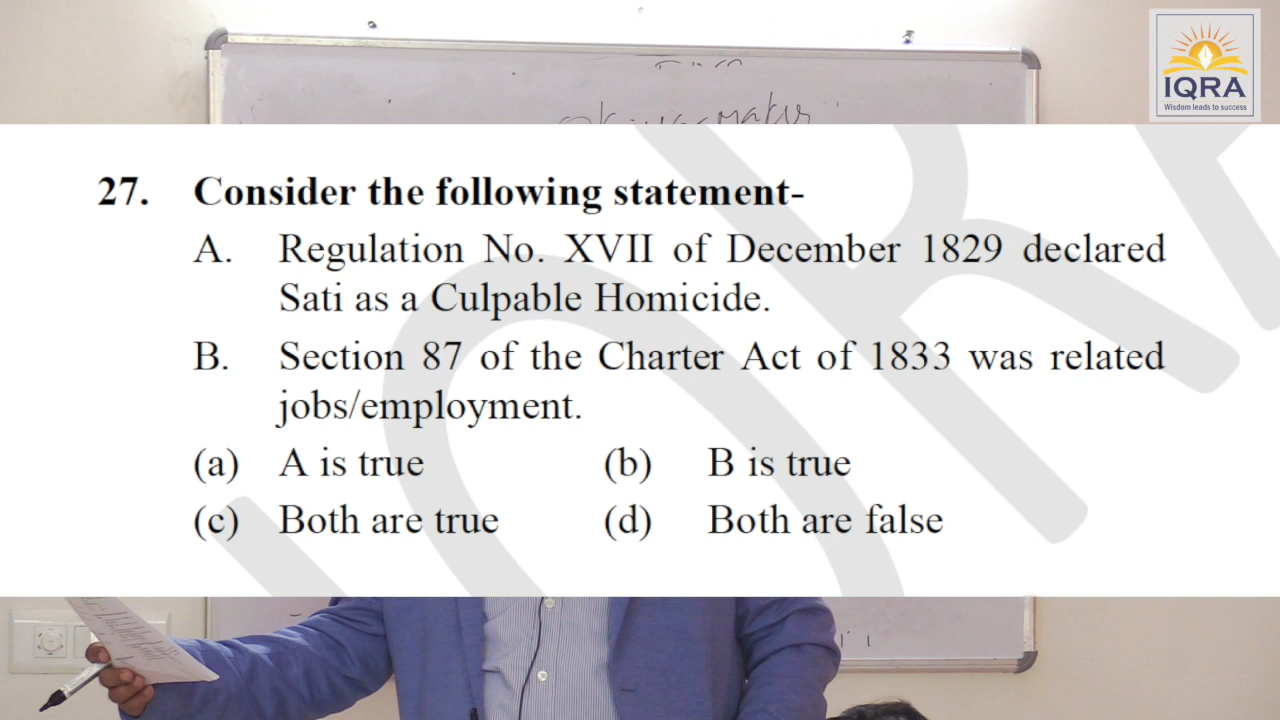 IQRA
Wisdom leads to success
27. Consider the following statement-
A. Regulation No. XVII of December 1829 declared
Sati as a Culpable Homicide.
B. Section 87 of the Charter Act of 1833 was related
jobs/employment.
(a) A is true (b) B is true
(c) Both are true (d) Both are false